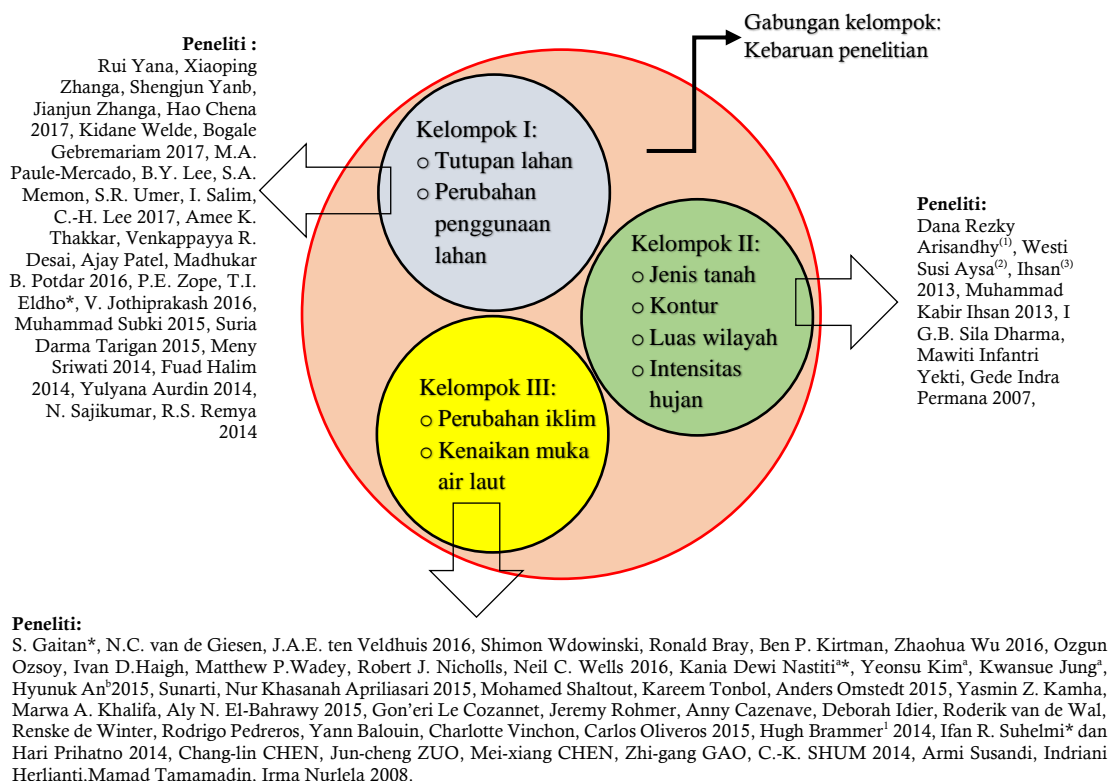 Gabungan kelompok:
Kebaruan penelitian
Peneliti :
Rui Yana, Xiaoping
Zhanga, Shengjun Yanb,
Jianjun Zhanga, Hao Chena
2017, Kidane Welde, Bogale
Gebremariam 2017, M.A.
Paule-Mercado, B.Y. Lee, S.A.
Memon, S.R. Umer, I. Salim,
C.-H. Lee 2017, Amee K.
Thakkar, Venkappayya R.
Desai, Ajay Patel, Madhukar
B. Potdar 2016, P.E. Zope, T.I.
Eldho*, V. Jothiprakash 2016,
Muhammad Subki 2015, Suria
Darma Tarigan 2015, Meny
Sriwati 2014, Fuad Halim
2014, Yulyana Aurdin 2014,
N. Sajikumar, R.S. Remya
2014
Kelompok I:
o Tutupan lahan
o Perubahan
penggunaan
lahan
Kelompok II:
o Jenis tanah
o Kontur
o Luas wilayah
o Intensitas
hujan
Peneliti:
Dana Rezky
Arisandhy(1), Westi
Susi Aysa(2), Ihsan(3)
2013, Muhammad
Kabir Ihsan 2013, I
G.B. Sila Dharma,
Mawiti Infantri
Yekti, Gede Indra
Permana 2007,
Kelompok III:
o Perubahan iklim
o Kenaikan muka
air laut
Peneliti:
S. Gaitan*, N.C. van de Giesen, J.A.E. ten Veldhuis 2016, Shimon Wdowinski, Ronald Bray, Ben P. Kirtman, Zhaohua Wu 2016, Ozgun
Ozsoy, Ivan D.Haigh, Matthew P.Wadey, Robert J. Nicholls, Neil C. Wells 2016, Kania Dewi Nastitia*, Yeonsu Kima, Kwansue Junga,
Hyunuk Anb2015, Sunarti, Nur Khasanah Apriliasari 2015, Mohamed Shaltout, Kareem Tonbol, Anders Omstedt 2015, Yasmin Z. Kamha,
Marwa A. Khalifa, Aly N. El-Bahrawy 2015, Gon'eri Le Cozannet, Jeremy Rohmer, Anny Cazenave, Deborah Idier, Roderik van de Wal,
Renske de Winter, Rodrigo Pedreros, Yann Balouin, Charlotte Vinchon, Carlos Oliveros 2015, Hugh Brammer1 2014, Ifan R. Suhelmi* dan
Hari Prihatno 2014, Chang-lin CHEN, Jun-cheng ZUO, Mei-xiang CHEN, Zhi-gang GAO, C.-K. SHUM 2014, Armi Susandi, Indriani
Herlianti,Mamad Tamamadin, Irma Nurlela 2008.